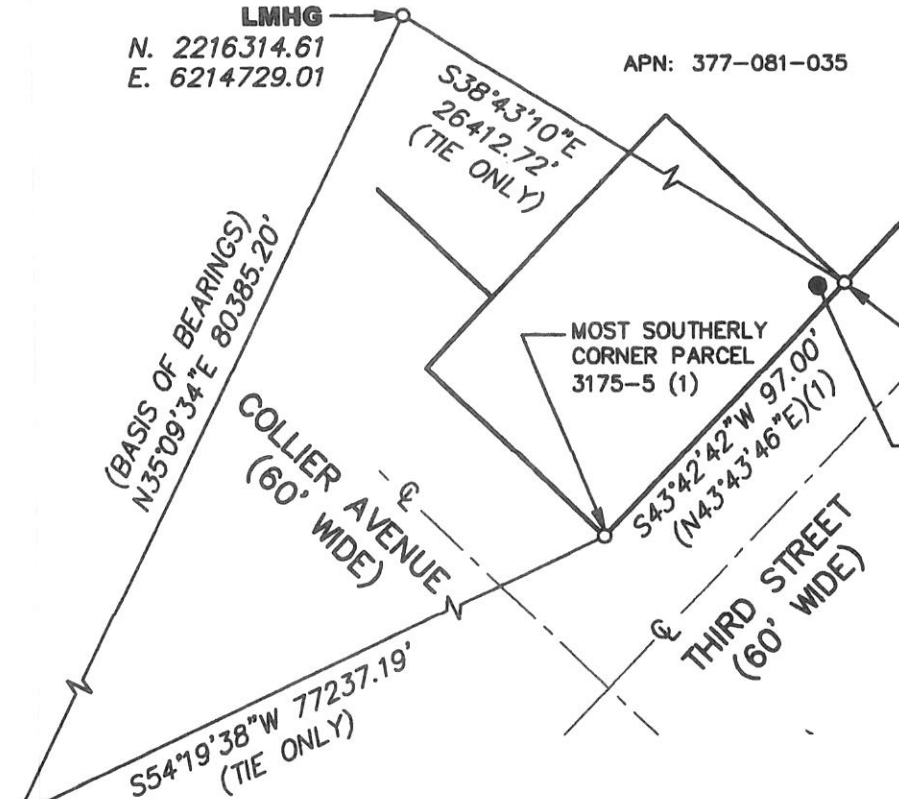 LMHG
N. 2216314.61
E. 6214729.01
APN: 377-081-035
S38°43'10"E
26412.72'
(TIE ONLY)
(BASIS OF BEARINGS)
N35°09'34"E 80385.20'
MOST SOUTHERLY
CORNER PARCEL
3175-5 (1)
S43°42'42"W 97.00'
(N43°43'46"E)(1)
COLLIER AVENUE
(60' WIDE)
℄
℄
THIRD STREET
(60' WIDE)
S54°19'38"W 77237.19'
(TIE ONLY)